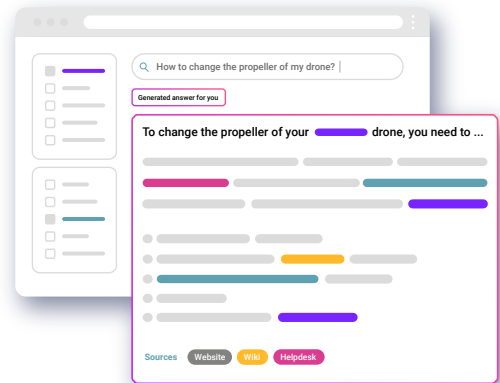 How to change the propeller of my drone?
Generated answer for you
To change the propeller of your drone, you need to ...
Sources Website Wiki Helpdesk